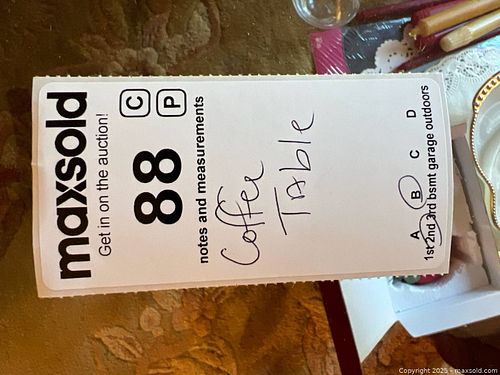 maxsold
Get in on the auction!
C
P
88
notes and measurements
Coffee
TABle
A B C D
1st 2nd 3rd bsmt garage outdoors
Copyright 2025 - maxsold.com